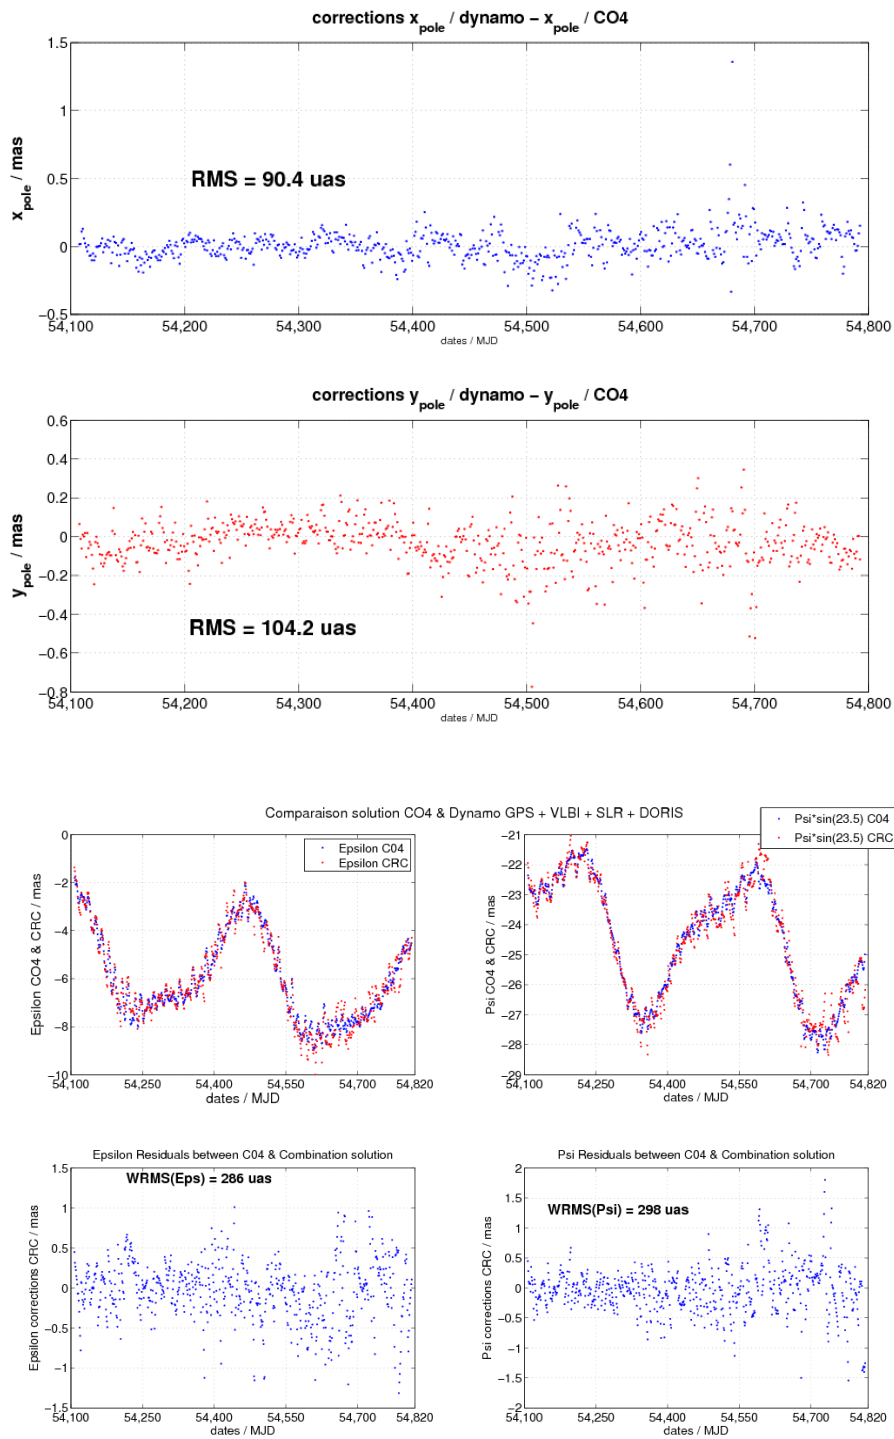 corrections x_pole / dynamo − x_pole / CO4
1.5
1
0.5
0
−0.5
x_pole / mas
RMS = 90.4 uas
54,100 54,200 54,300 54,400 54,500 54,600 54,700 54,800
dates / MJD
corrections y_pole / dynamo − y_pole / CO4
0.6
0.4
0.2
0
−0.2
−0.4
−0.6
−0.8
y_pole / mas
RMS = 104.2 uas
54,100 54,200 54,300 54,400 54,500 54,600 54,700 54,800
dates / MJD
Comparaison solution CO4 & Dynamo GPS + VLBI + SLR + DORIS
0
−2
−4
−6
−8
−10
Epsilon CO4 & CRC / mas
Epsilon C04
Epsilon CRC
54,100 54,250 54,400 54,550 54,700 54,820
dates / MJD
Psi*sin(23.5) C04
Psi*sin(23.5) CRC
−21
−22
−23
−24
−25
−26
−27
−28
−29
Psi CO4 & CRC / mas
54,100 54,250 54,400 54,550 54,700 54,820
dates / MJD
Epsilon Residuals between C04 & Combination solution
WRMS(Eps) = 286 uas
1.5
1
0.5
0
−0.5
−1
−1.5
Epsilon corrections CRC / mas
54,100 54,250 54,400 54,550 54,700 54,820
dates / MJD
Psi Residuals between C04 & Combination solution
WRMS(Psi) = 298 uas
2
1.5
1
0.5
0
−0.5
−1
−1.5
−2
Psi corrections CRC / mas
54,100 54,250 54,400 54,550 54,700 54,820
dates / MJD